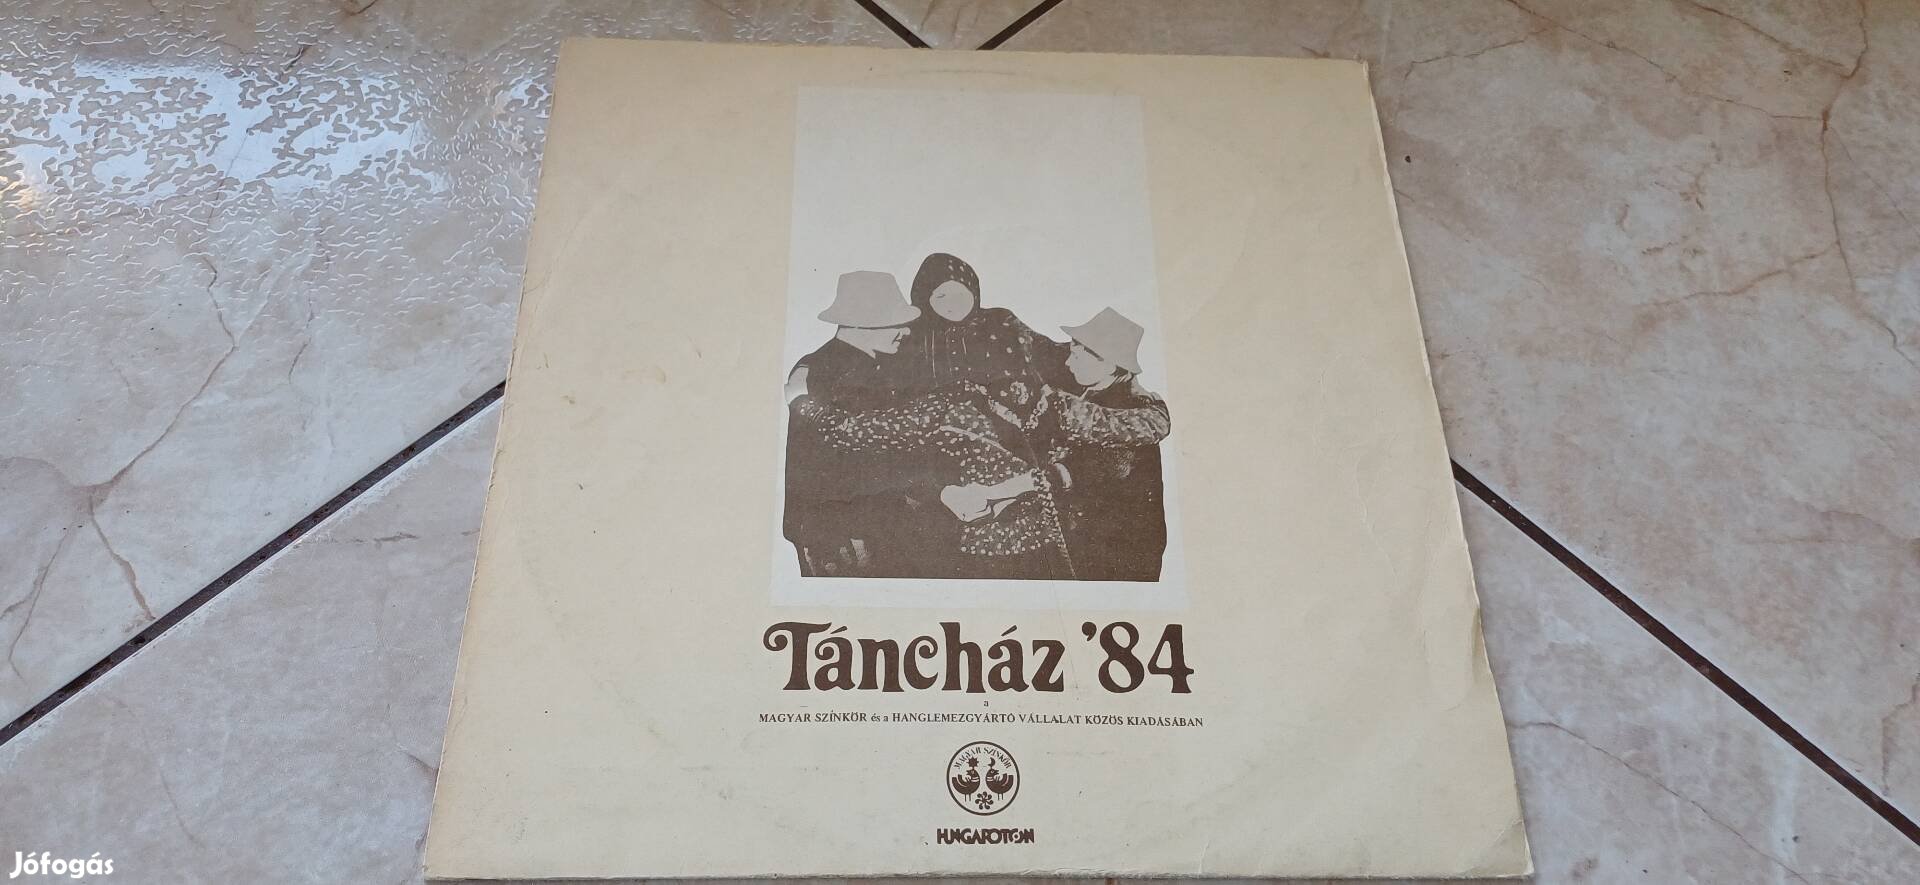 Táncház '84
a
MAGYAR SZÍNKÖR és a HANGLEMEZGYÁRTÓ VÁLLALAT KÖZÖS KIADÁSÁBAN
MAGYAR SZÍNKÖR
HUNGAROTON
Jófogás